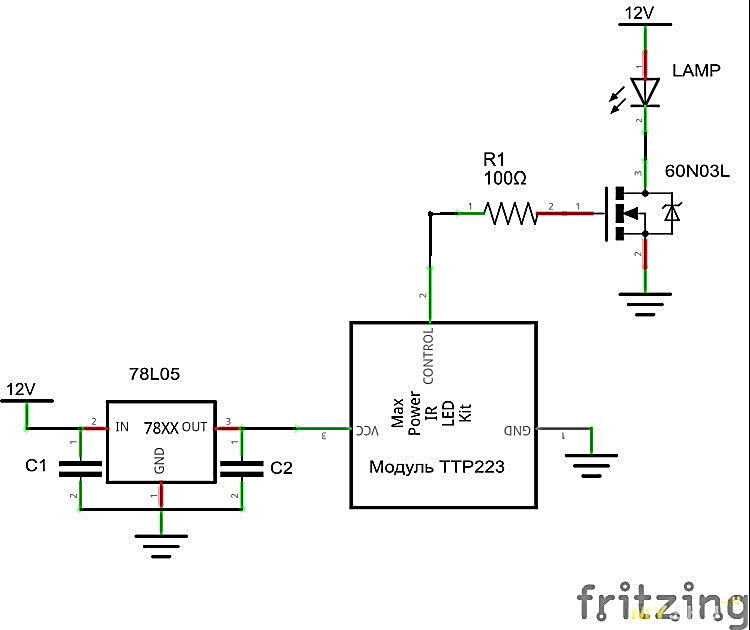 12V
LAMP
1
2
3
60N03L
R1
100Ω
1
2
1
2
2
CONTROL
Max
Power
IR
LED
Kit
VCC
GND
3
1
Модуль TTP223
78L05
12V
2
IN
78XX
OUT
3
GND
1
1
1
C1
C2
2
2
fritzing